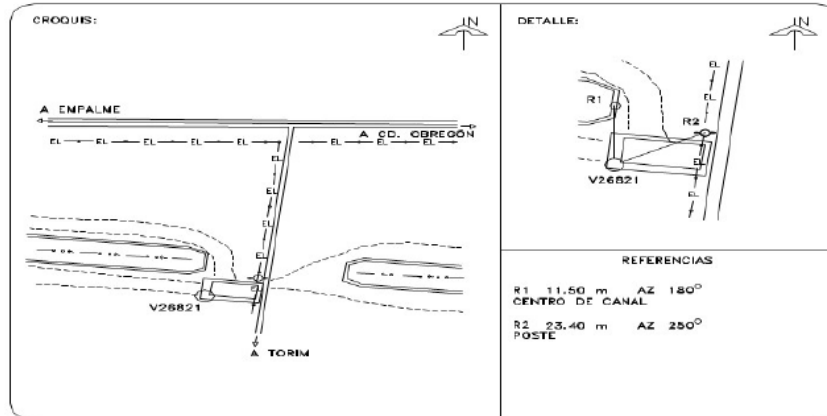 CROQUIS:
N
A EMPALME
A CD. OBREGÓN
EL EL EL EL EL EL EL EL EL
EL
EL
EL
EL
V26821
A TORIM
DETALLE:
N
EL
EL
R1
R2
EL
V26821
EL
REFERENCIAS
R1 11.50 m AZ 180°
CENTRO DE CANAL
R2 23.40 m AZ 250°
POSTE